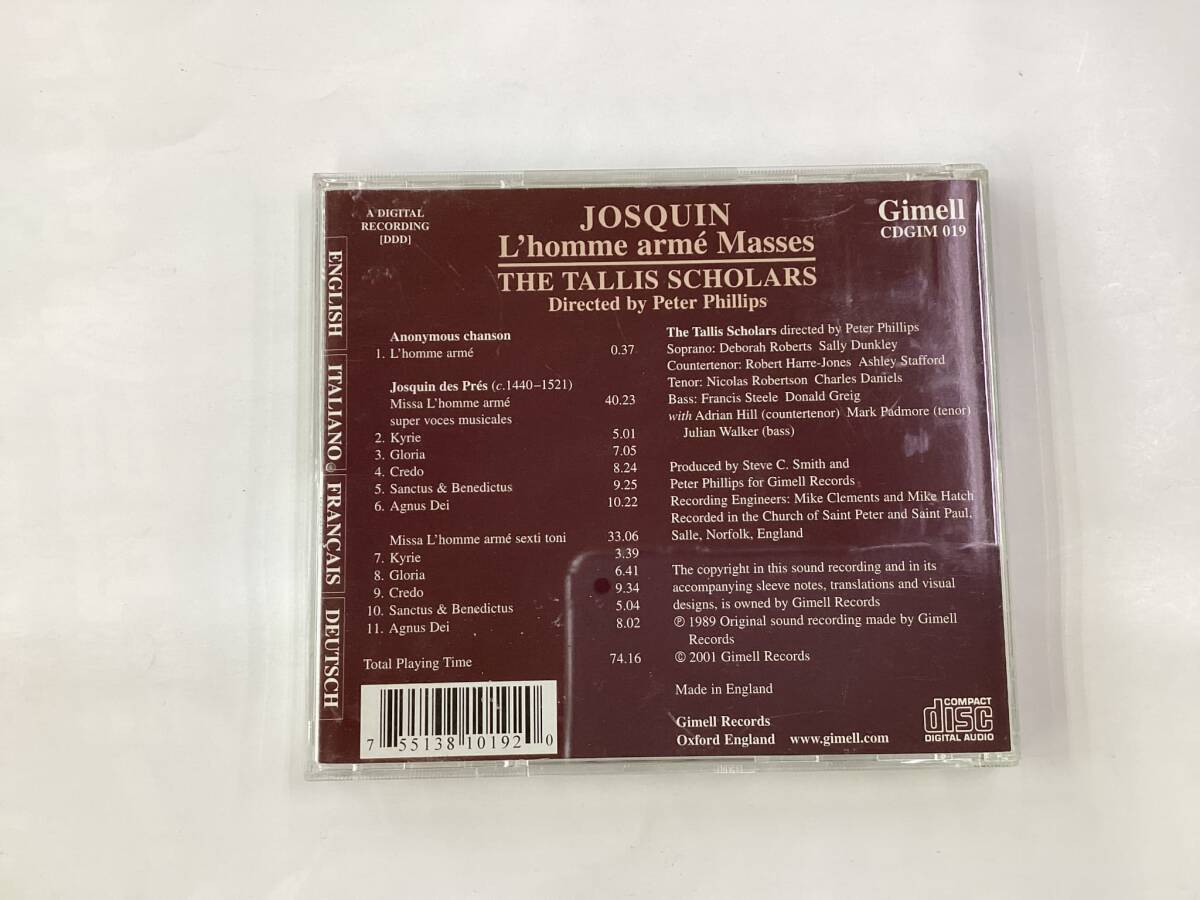 A DIGITAL
RECORDING
[DDD]
JOSQUIN
L'homme armé Masses
THE TALLIS SCHOLARS
Directed by Peter Phillips
Gimell
CDGIM 019
ENGLISH
ITALIANO
FRANÇAIS
DEUTSCH
Anonymous chanson
1. L'homme armé 0.37
Josquin des Prés (c.1440–1521)
Missa L'homme armé 40.23
super voces musicales
2. Kyrie 5.01
3. Gloria 7.05
4. Credo 8.24
5. Sanctus & Benedictus 9.25
6. Agnus Dei 10.22
Missa L'homme armé sexti toni 33.06
7. Kyrie 3.39
8. Gloria 6.41
9. Credo 9.34
10. Sanctus & Benedictus 5.04
11. Agnus Dei 8.02
Total Playing Time 74.16
7 55138 10192 0
The Tallis Scholars directed by Peter Phillips
Soprano: Deborah Roberts Sally Dunkley
Countertenor: Robert Harre-Jones Ashley Stafford
Tenor: Nicolas Robertson Charles Daniels
Bass: Francis Steele Donald Greig
with Adrian Hill (countertenor) Mark Padmore (tenor)
Julian Walker (bass)
Produced by Steve C. Smith and
Peter Phillips for Gimell Records
Recording Engineers: Mike Clements and Mike Hatch
Recorded in the Church of Saint Peter and Saint Paul,
Salle, Norfolk, England
The copyright in this sound recording and in its
accompanying sleeve notes, translations and visual
designs, is owned by Gimell Records
℗ 1989 Original sound recording made by Gimell
Records
© 2001 Gimell Records
Made in England
Gimell Records
Oxford England www.gimell.com
COMPACT
disc
DIGITAL AUDIO